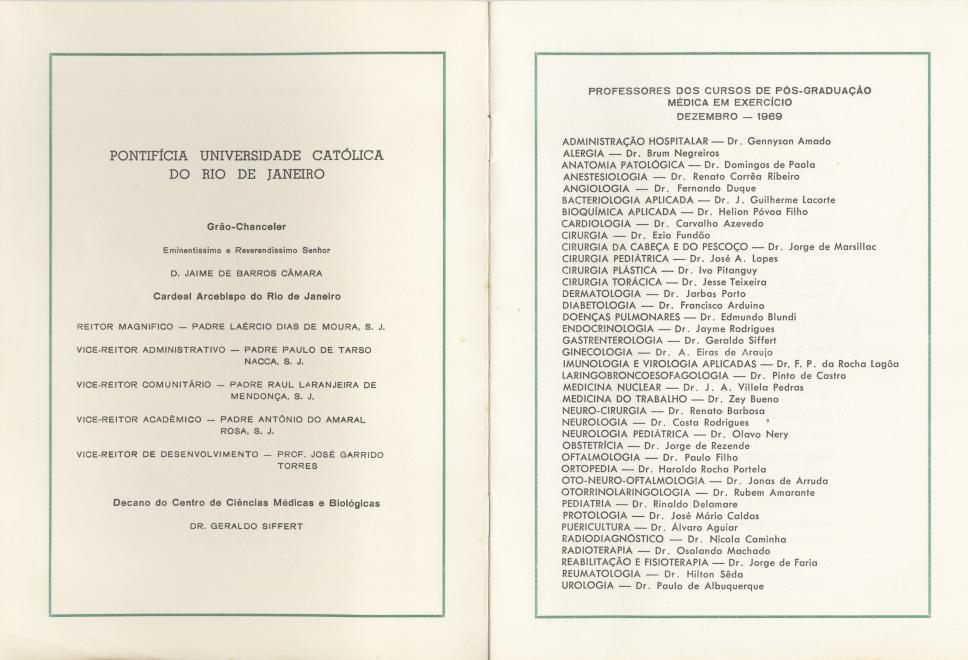 PONTIFÍCIA UNIVERSIDADE CATÓLICA
DO RIO DE JANEIRO
Grão-Chanceler
Eminentissimo e Reverendissimo Senhor
D. JAIME DE BARROS CÂMARA
Cardeal Arcebispo do Rio de Janeiro
REITOR MAGNIFICO — PADRE LAÉRCIO DIAS DE MOURA, S. J.
VICE-REITOR ADMINISTRATIVO — PADRE PAULO DE TARSO
NACCA, S. J.
VICE-REITOR COMUNITÁRIO — PADRE RAUL LARANJEIRA DE
MENDONÇA, S. J.
VICE-REITOR ACADÊMICO — PADRE ANTÔNIO DO AMARAL
ROSA, S. J.
VICE-REITOR DE DESENVOLVIMENTO — PROF. JOSÉ GARRIDO
TORRES
Decano do Centro de Ciências Médicas e Biológicas
DR. GERALDO SIFFERT
PROFESSORES DOS CURSOS DE PÓS-GRADUAÇÃO
MÉDICA EM EXERCÍCIO
DEZEMBRO — 1969
ADMINISTRAÇÃO HOSPITALAR — Dr. Gennyson Amado
ALERGIA — Dr. Brum Negreiros
ANATOMIA PATOLÓGICA — Dr. Domingos de Paola
ANESTESIOLOGIA — Dr. Renato Corrêa Ribeiro
ANGIOLOGIA — Dr. Fernando Duque
BACTERIOLOGIA APLICADA — Dr. J. Guilherme Lacorte
BIOQUÍMICA APLICADA — Dr. Helion Póvoa Filho
CARDIOLOGIA — Dr. Carvalho Azevedo
CIRURGIA — Dr. Ezio Fundão
CIRURGIA DA CABEÇA E DO PESCOÇO — Dr. Jorge de Marsillac
CIRURGIA PEDIÁTRICA — Dr. José A. Lopes
CIRURGIA PLÁSTICA — Dr. Ivo Pitanguy
CIRURGIA TORÁCICA — Dr. Jesse Teixeira
DERMATOLOGIA — Dr. Jarbas Porto
DIABETOLOGIA — Dr. Francisco Arduino
DOENÇAS PULMONARES — Dr. Edmundo Blundi
ENDOCRINOLOGIA — Dr. Jayme Rodrigues
GASTRENTEROLOGIA — Dr. Geraldo Siffert
GINECOLOGIA — Dr. A. Eiras de Araujo
IMUNOLOGIA E VIROLOGIA APLICADAS — Dr. F. P. da Rocha Lagôa
LARINGOBRONCOESOFAGOLOGIA — Dr. Pinto de Castro
MEDICINA NUCLEAR — Dr. J. A. Villela Pedras
MEDICINA DO TRABALHO — Dr. Zey Bueno
NEURO-CIRURGIA — Dr. Renato Barbosa
NEUROLOGIA — Dr. Costa Rodrigues
NEUROLOGIA PEDIÁTRICA — Dr. Olavo Nery
OBSTETRÍCIA — Dr. Jorge de Rezende
OFTALMOLOGIA — Dr. Paulo Filho
ORTOPEDIA — Dr. Haroldo Rocha Portela
OTO-NEURO-OFTALMOLOGIA — Dr. Jonas de Arruda
OTORRINOLARINGOLOGIA — Dr. Rubem Amarante
PEDIATRIA — Dr. Rinaldo Delamare
PROTOLOGIA — Dr. José Mário Caldas
PUERICULTURA — Dr. Álvaro Aguiar
RADIODIAGNÓSTICO — Dr. Nicola Caminha
RADIOTERAPIA — Dr. Osolando Machado
REABILITAÇÃO E FISIOTERAPIA — Dr. Jorge de Faria
REUMATOLOGIA — Dr. Hilton Sêda
UROLOGIA — Dr. Paulo de Albuquerque